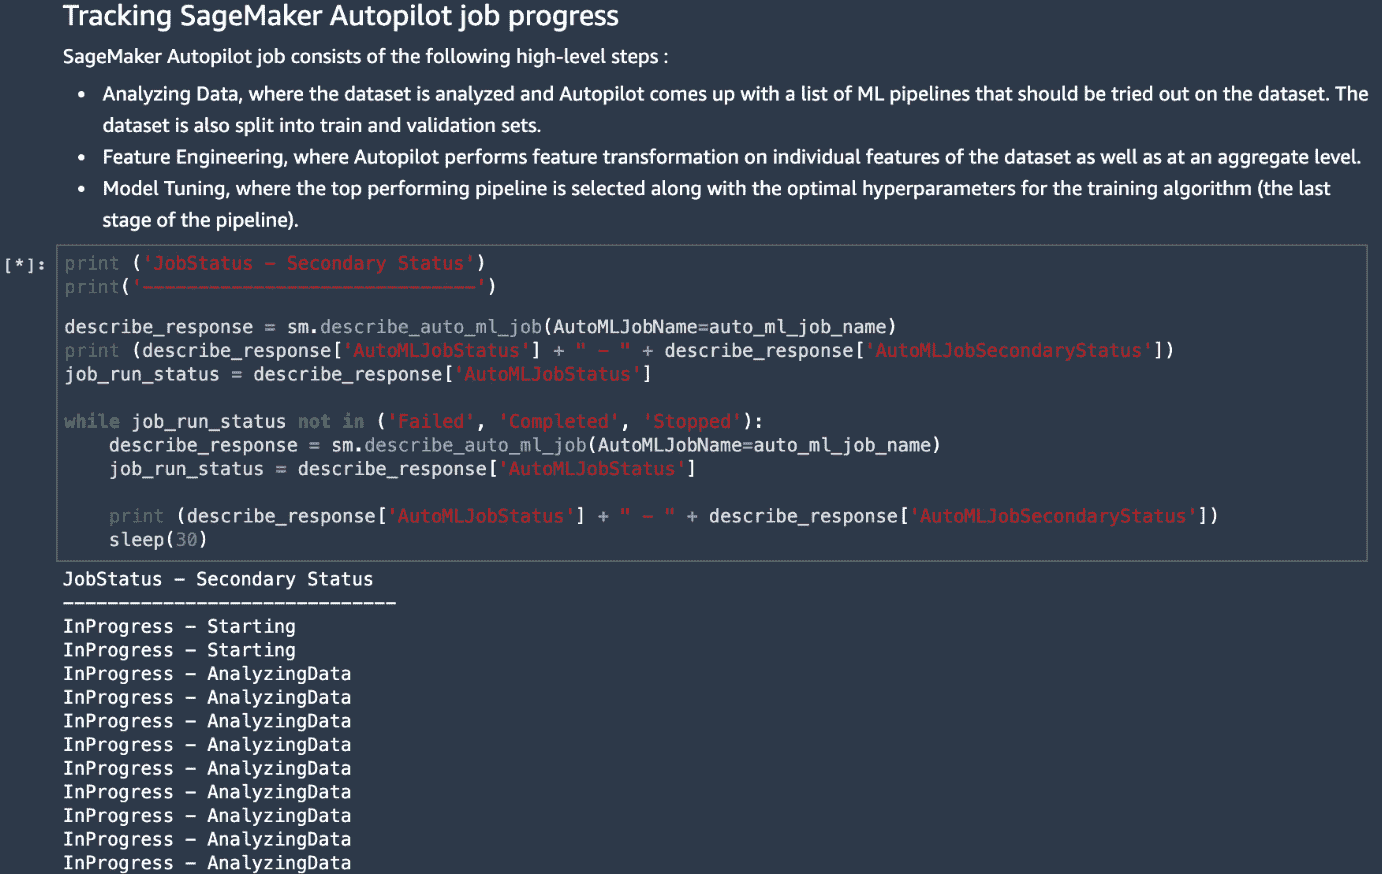 Tracking SageMaker Autopilot job progress
SageMaker Autopilot job consists of the following high-level steps :
• Analyzing Data, where the dataset is analyzed and Autopilot comes up with a list of ML pipelines that should be tried out on the dataset. The
dataset is also split into train and validation sets.
• Feature Engineering, where Autopilot performs feature transformation on individual features of the dataset as well as at an aggregate level.
• Model Tuning, where the top performing pipeline is selected along with the optimal hyperparameters for the training algorithm (the last
stage of the pipeline).
[*]: print ('JobStatus - Secondary Status')
print('------------------------------')
describe_response = sm.describe_auto_ml_job(AutoMLJobName=auto_ml_job_name)
print (describe_response['AutoMLJobStatus'] + " - " + describe_response['AutoMLJobSecondaryStatus'])
job_run_status = describe_response['AutoMLJobStatus']
while job_run_status not in ('Failed', 'Completed', 'Stopped'):
    describe_response = sm.describe_auto_ml_job(AutoMLJobName=auto_ml_job_name)
    job_run_status = describe_response['AutoMLJobStatus']
    print (describe_response['AutoMLJobStatus'] + " - " + describe_response['AutoMLJobSecondaryStatus'])
    sleep(30)
JobStatus - Secondary Status
------------------------------
InProgress - Starting
InProgress - Starting
InProgress - AnalyzingData
InProgress - AnalyzingData
InProgress - AnalyzingData
InProgress - AnalyzingData
InProgress - AnalyzingData
InProgress - AnalyzingData
InProgress - AnalyzingData
InProgress - AnalyzingData
InProgress - AnalyzingData